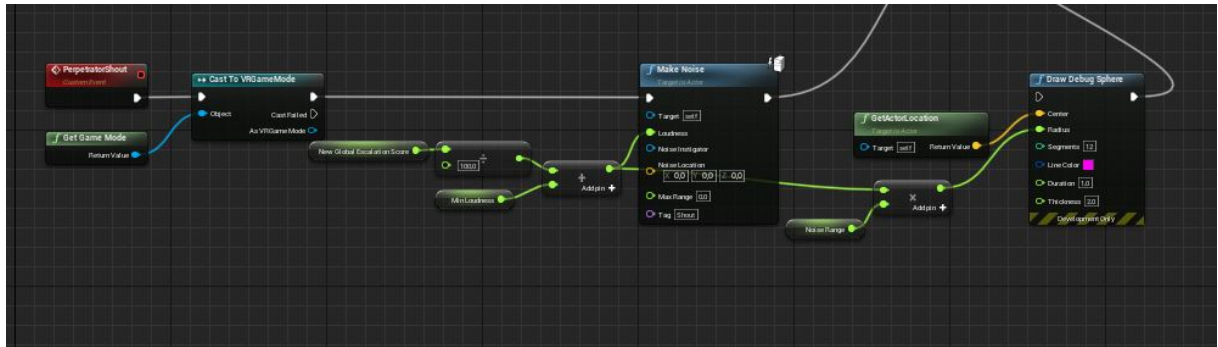 PerpetratorShout
Custom Event
Get Game Mode
Return Value
Cast To VRGameMode
Object
Cast Failed
As VRGame Mode
New Global Escalation Score
100,0
÷
Min Loudness
+
Add pin +
Make Noise
Target is Actor
Target self
Loudness
Noise Instigator
Noise Location
X 0,0 Y 0,0 Z 0,0
Max Range 0,0
Tag Shout
GetActorLocation
Target is Actor
Target self Return Value
x
Add pin +
Noise Range
Draw Debug Sphere
Center
Radius
Segments 12
Line Color
Duration 1,0
Thickness 2,0
Development Only